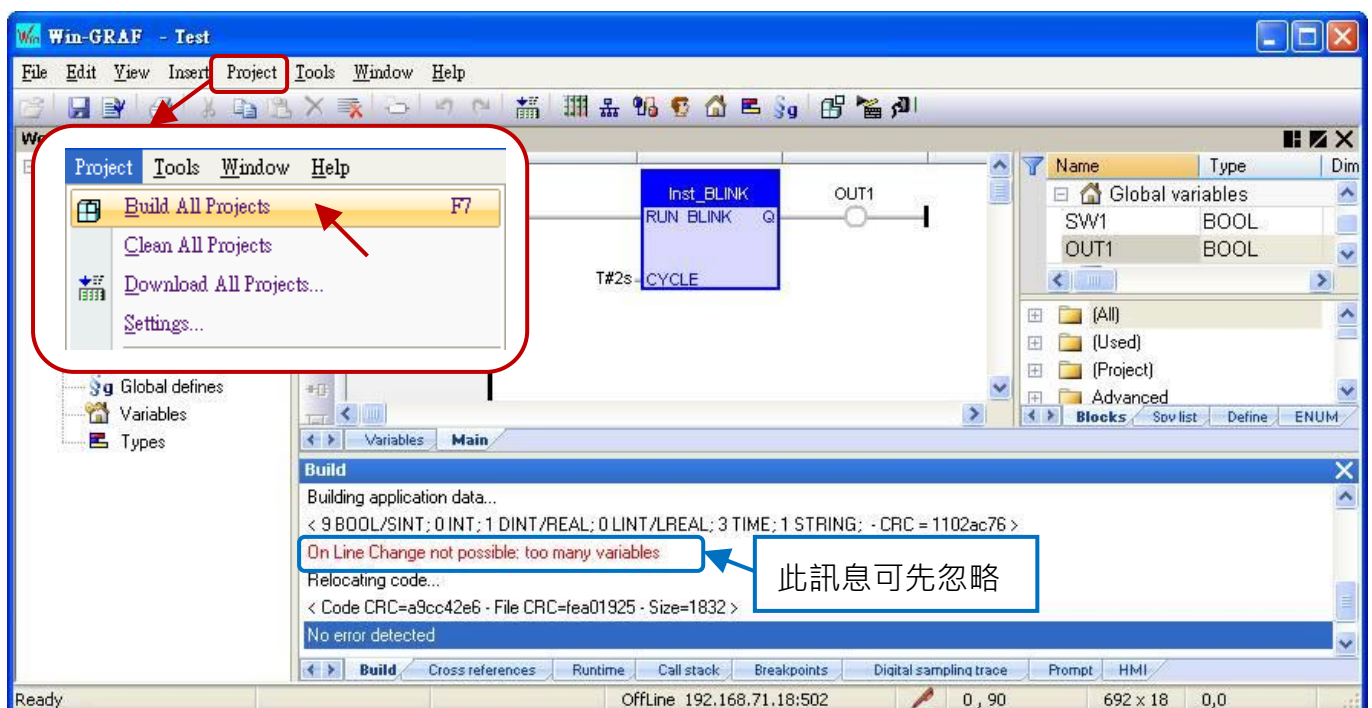 Win-GRAF - Test
File Edit View Insert Project Tools Window Help
Project Tools Window Help
Build All Projects F7
Clean All Projects
Download All Projects...
Settings...
Inst_BLINK
RUN BLINK Q
OUT1
T#2s CYCLE
Name Type Dim
Global variables
SW1 BOOL
OUT1 BOOL
(All)
(Used)
(Project)
Advanced
Blocks Spy list Define ENUM
Global defines
Variables
Types
Variables Main
Build
Building application data...
< 9 BOOL/SINT; 0 INT; 1 DINT/REAL; 0 LINT/LREAL; 3 TIME; 1 STRING; - CRC = 1102ac76 >
On Line Change not possible: too many variables
此訊息可先忽略
Relocating code...
< Code CRC=a9cc42e6 - File CRC=fea01925 - Size=1832 >
No error detected
Build Cross references Runtime Call stack Breakpoints Digital sampling trace Prompt HMI
Ready OffLine 192.168.71.18:502 0 , 90 692 x 18 0,0